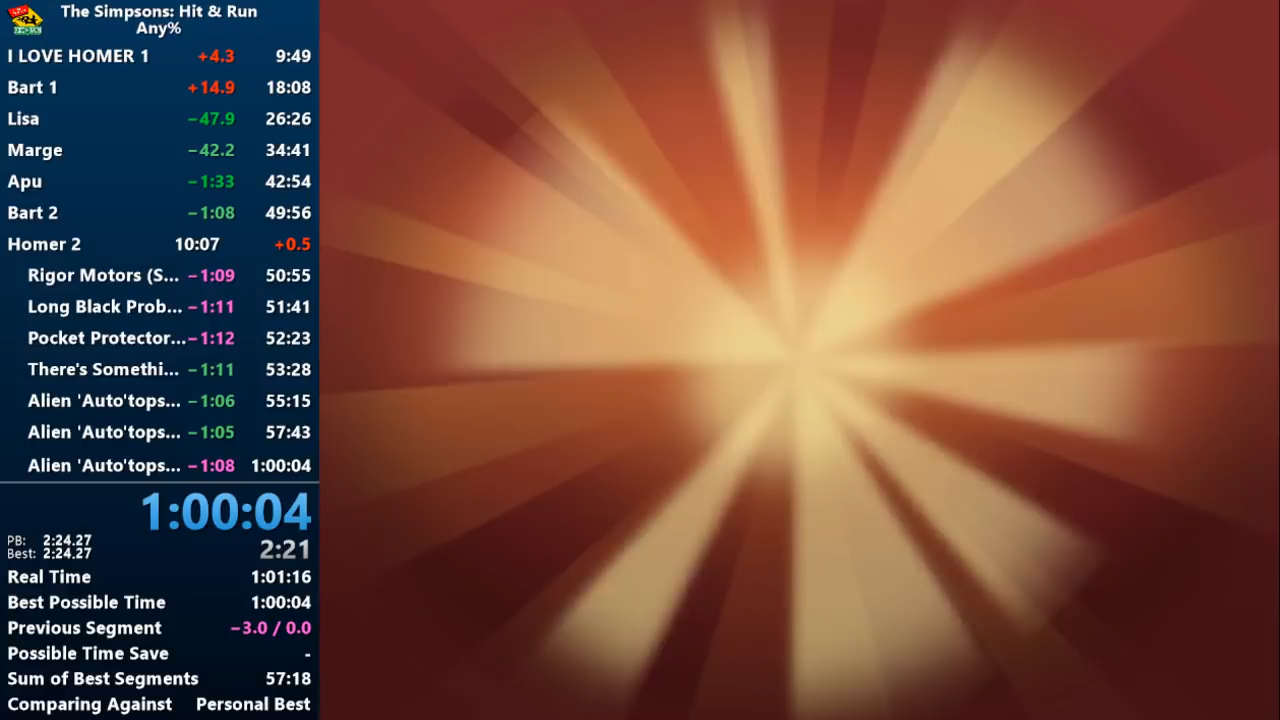 The Simpsons: Hit & Run
Any%
I LOVE HOMER 1 +4.3 9:49
Bart 1 +14.9 18:08
Lisa −47.9 26:26
Marge −42.2 34:41
Apu −1:33 42:54
Bart 2 −1:08 49:56
Homer 2 10:07 +0.5
Rigor Motors (S... −1:09 50:55
Long Black Prob... −1:11 51:41
Pocket Protector... −1:12 52:23
There's Somethi... −1:11 53:28
Alien 'Auto'tops... −1:06 55:15
Alien 'Auto'tops... −1:05 57:43
Alien 'Auto'tops... −1:08 1:00:04
1:00:04
PB: 2:24.27
Best: 2:24.27 2:21
Real Time 1:01:16
Best Possible Time 1:00:04
Previous Segment −3.0 / 0.0
Possible Time Save -
Sum of Best Segments 57:18
Comparing Against Personal Best